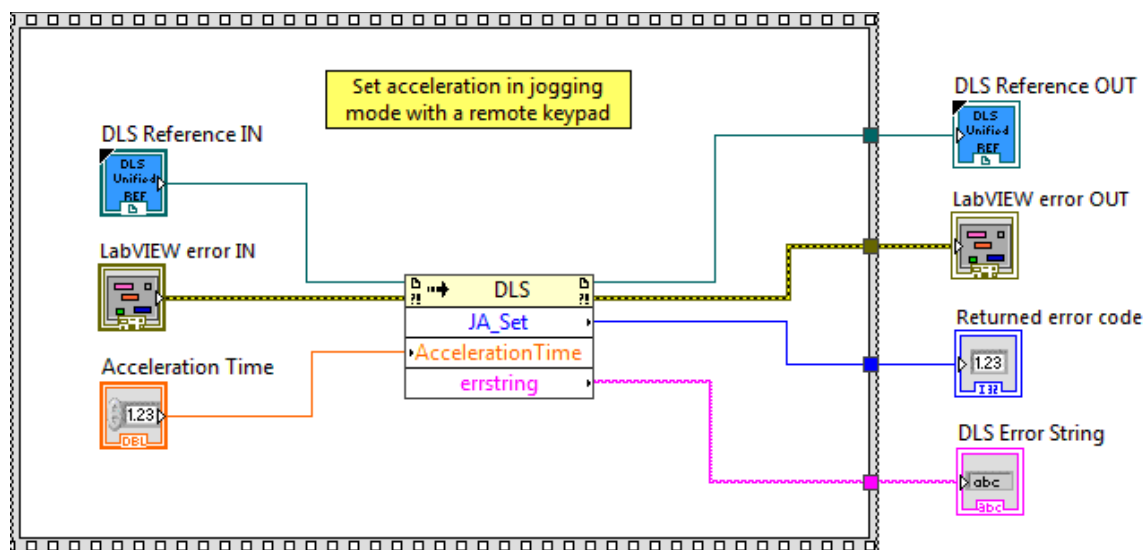 Set acceleration in jogging
mode with a remote keypad
DLS Reference IN
DLS
Unified
REF
LabVIEW error IN
Acceleration Time
1.23
DBL
DLS
JA_Set
AccelerationTime
errstring
DLS Reference OUT
DLS
Unified
REF
LabVIEW error OUT
Returned error code
1.23
I32
DLS Error String
abc
abc